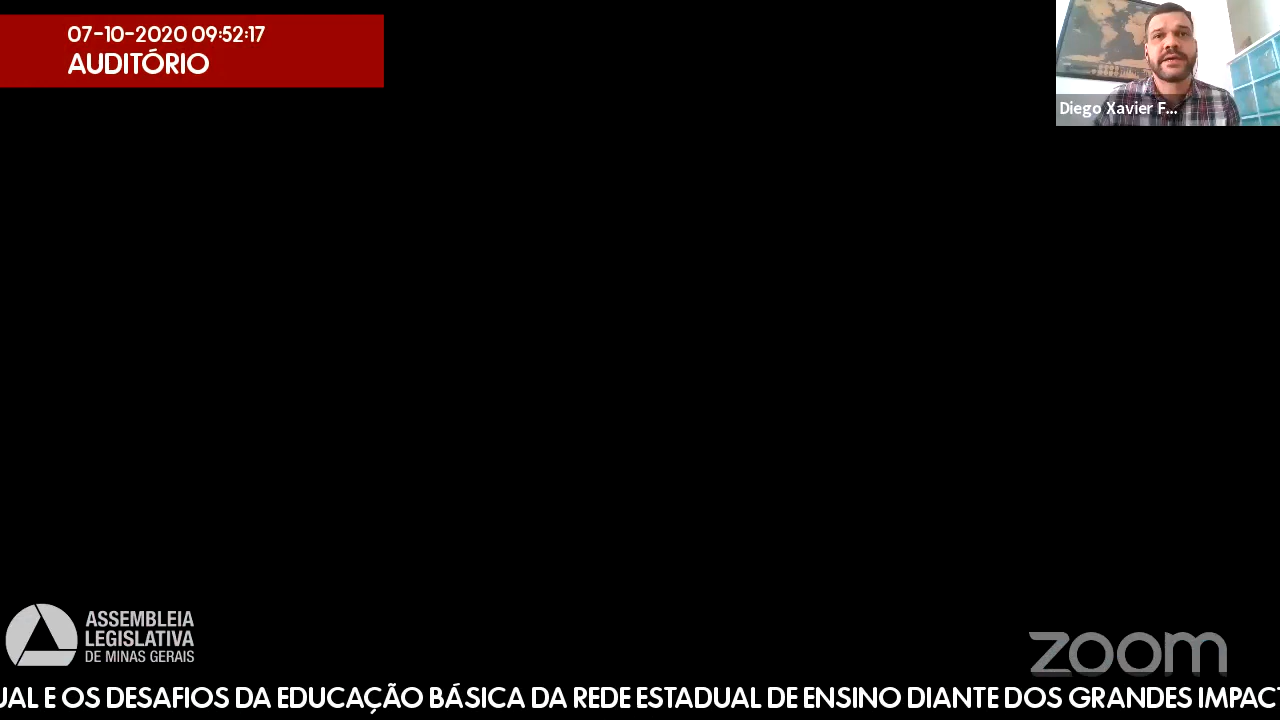 07-10-2020 09:52:17
AUDITÓRIO
Diego Xavier F...
ASSEMBLEIA
LEGISLATIVA
DE MINAS GERAIS
zoom
UAL E OS DESAFIOS DA EDUCAÇÃO BÁSICA DA REDE ESTADUAL DE ENSINO DIANTE DOS GRANDES IMPACT